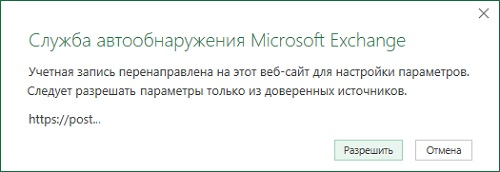 Служба автообнаружения Microsoft Exchange
Учетная запись перенаправлена на этот веб-сайт для настройки параметров.
Следует разрешать параметры только из доверенных источников.
https://post...
Разрешить Отмена